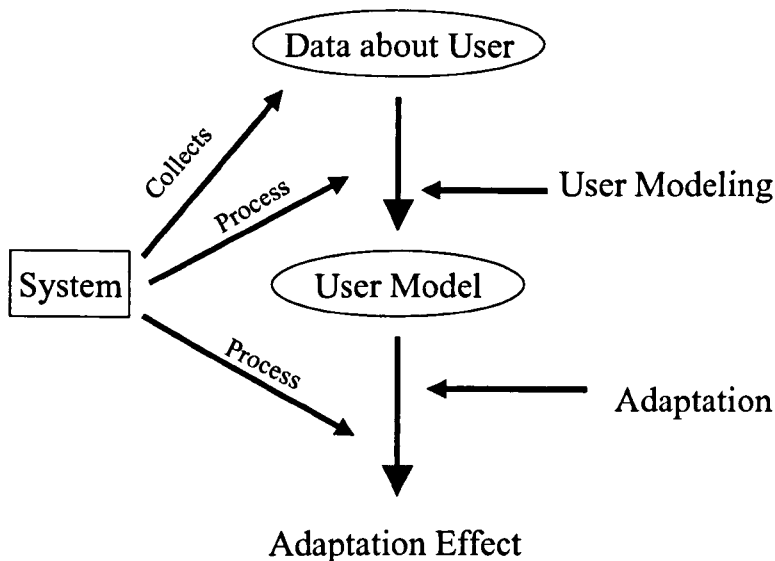 Data about User
Collects
Process
User Modeling
System
User Model
Process
Adaptation
Adaptation Effect